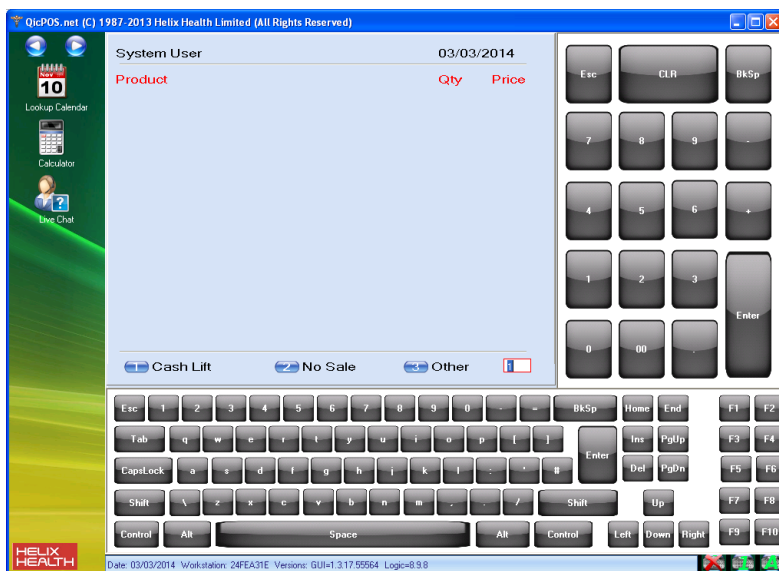 QicPOS.net (C) 1987-2013 Helix Health Limited (All Rights Reserved)
System User 03/03/2014
Product Qty Price
Nov
10
Lookup Calendar
Calculator
?
Live Chat
1 Cash Lift 2 No Sale 3 Other 1
Esc CLR BkSp
7 8 9 -
4 5 6 +
1 2 3 Enter
0 00 .
Esc 1 2 3 4 5 6 7 8 9 0 - = BkSp Home End F1 F2
Tab q w e r t y u i o p [ ] Enter Ins PgUp F3 F4
CapsLock a s d f g h j k l : ' # Del PgDn F5 F6
Shift \ z x c v b n m , . / Shift Up F7 F8
Control Alt Space Alt Control Left Down Right F9 F10
HELIX
HEALTH
Date: 03/03/2014 Workstation: 24FEA31E Versions: GUI=1.3.17.55564 Logic=8.9.8